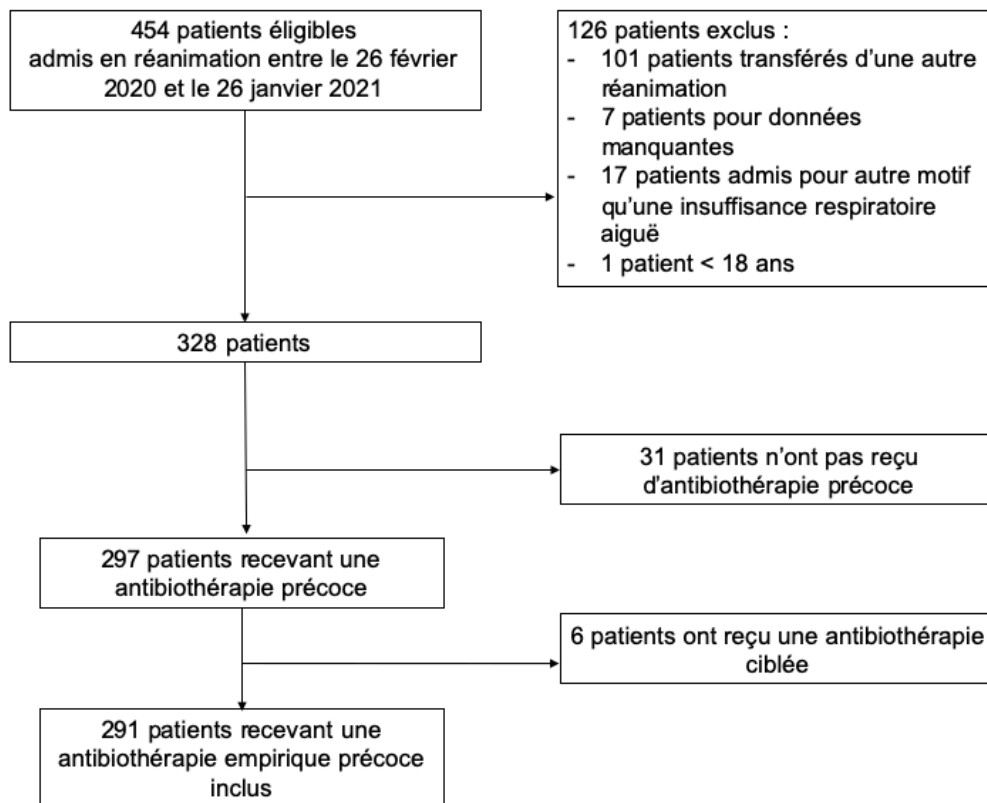 454 patients éligibles
admis en réanimation entre le 26 février
2020 et le 26 janvier 2021
126 patients exclus :
- 101 patients transférés d'une autre
réanimation
- 7 patients pour données
manquantes
- 17 patients admis pour autre motif
qu'une insuffisance respiratoire
aiguë
- 1 patient < 18 ans
328 patients
31 patients n'ont pas reçu
d'antibiothérapie précoce
297 patients recevant une
antibiothérapie précoce
6 patients ont reçu une antibiothérapie
ciblée
291 patients recevant une
antibiothérapie empirique précoce
inclus